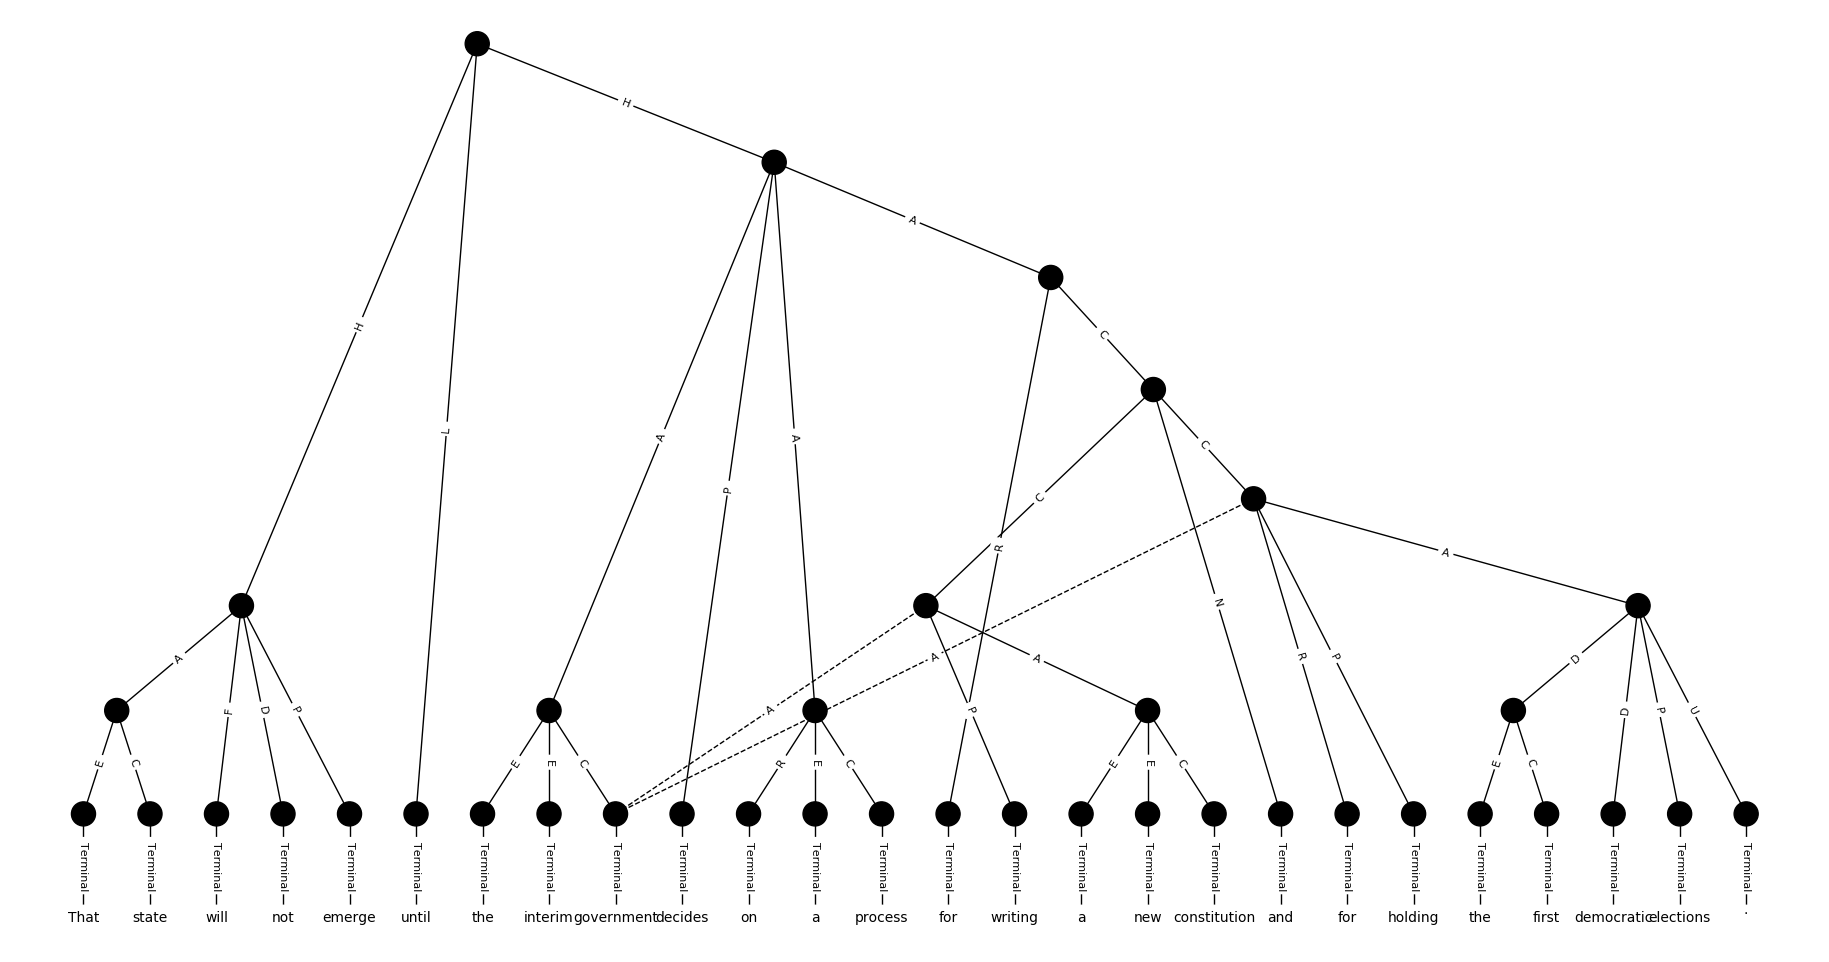 H
H
A
C
C
L
A
P
A
C
R
A
N
A
A
A
F
D
P
A
P
R
P
D
D
P
U
E
C
E
E
C
R
E
C
E
E
C
E
C
Terminal Terminal Terminal Terminal Terminal Terminal Terminal Terminal Terminal Terminal Terminal Terminal Terminal Terminal Terminal Terminal Terminal Terminal Terminal Terminal Terminal Terminal Terminal Terminal Terminal Terminal
That state will not emerge until the interim government decides on a process for writing a new constitution and for holding the first democratic elections .